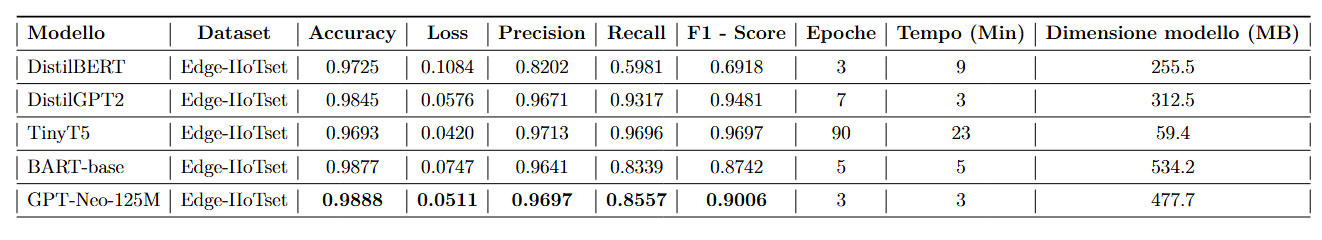 Modello Dataset Accuracy Loss Precision Recall F1 - Score Epoche Tempo (Min) Dimensione modello (MB)
DistilBERT Edge-IIoTset 0.9725 0.1084 0.8202 0.5981 0.6918 3 9 255.5
DistilGPT2 Edge-IIoTset 0.9845 0.0576 0.9671 0.9317 0.9481 7 3 312.5
TinyT5 Edge-IIoTset 0.9693 0.0420 0.9713 0.9696 0.9697 90 23 59.4
BART-base Edge-IIoTset 0.9877 0.0747 0.9641 0.8339 0.8742 5 5 534.2
GPT-Neo-125M Edge-IIoTset 0.9888 0.0511 0.9697 0.8557 0.9006 3 3 477.7